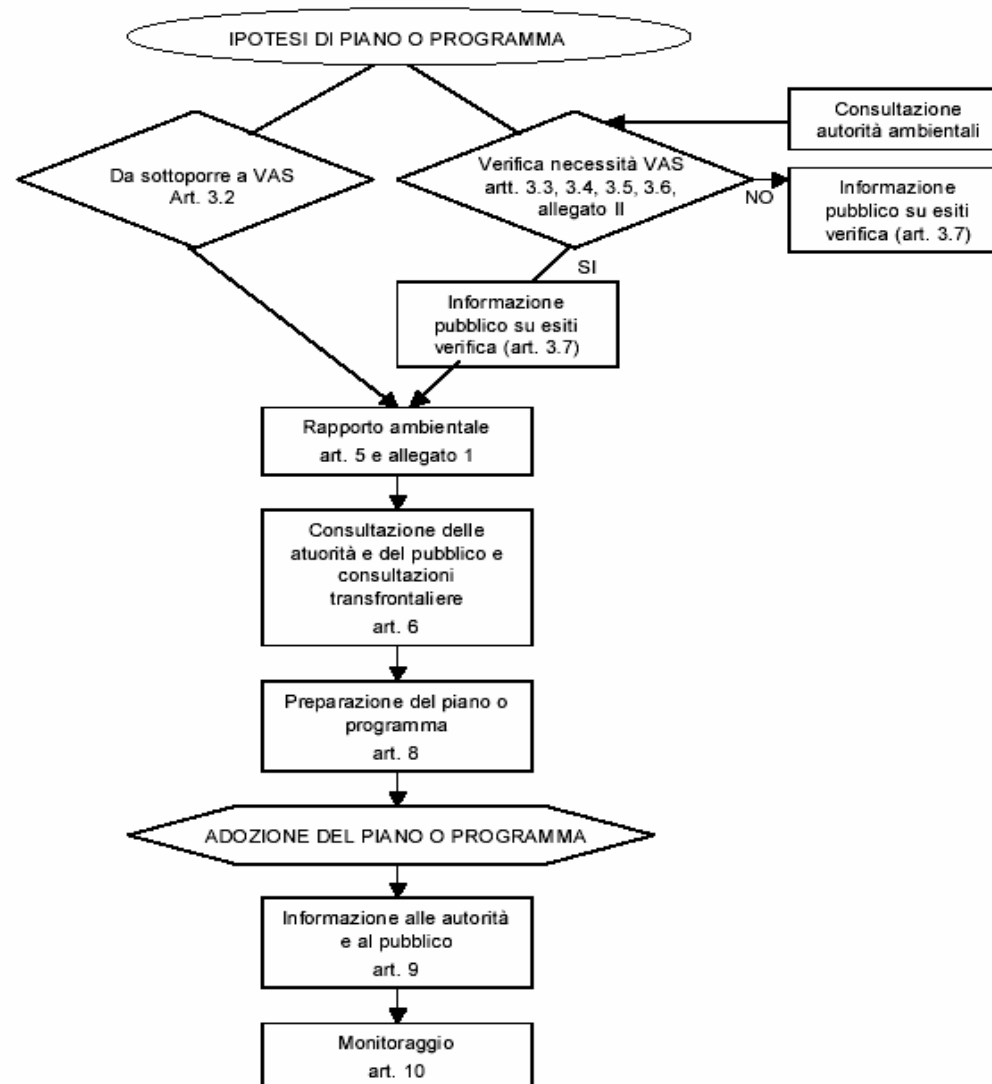 IPOTESI DI PIANO O PROGRAMMA
Da sottoporre a VAS
Art. 3.2
Verifica necessità VAS
artt. 3.3, 3.4, 3.5, 3.6,
allegato II
Consultazione
autorità ambientali
NO
Informazione
pubblico su esiti
verifica (art. 3.7)
SI
Informazione
pubblico su esiti
verifica (art. 3.7)
Rapporto ambientale
art. 5 e allegato 1
Consultazione delle
atuorità e del pubblico e
consultazioni
transfrontaliere
art. 6
Preparazione del piano o
programma
art. 8
ADOZIONE DEL PIANO O PROGRAMMA
Informazione alle autorità
e al pubblico
art. 9
Monitoraggio
art. 10